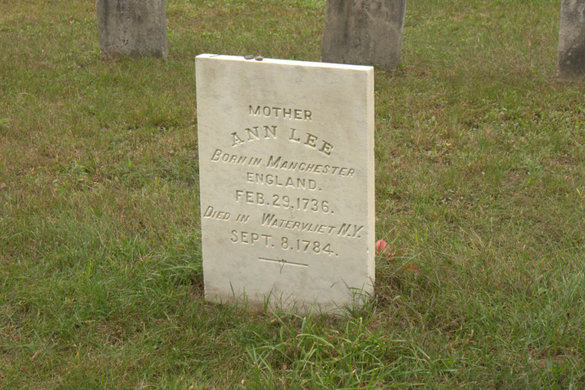 MOTHER
ANN LEE
BORN IN MANCHESTER
ENGLAND.
FEB. 29, 1736.
DIED IN WATERVLIET N.Y.
SEPT. 8, 1784.